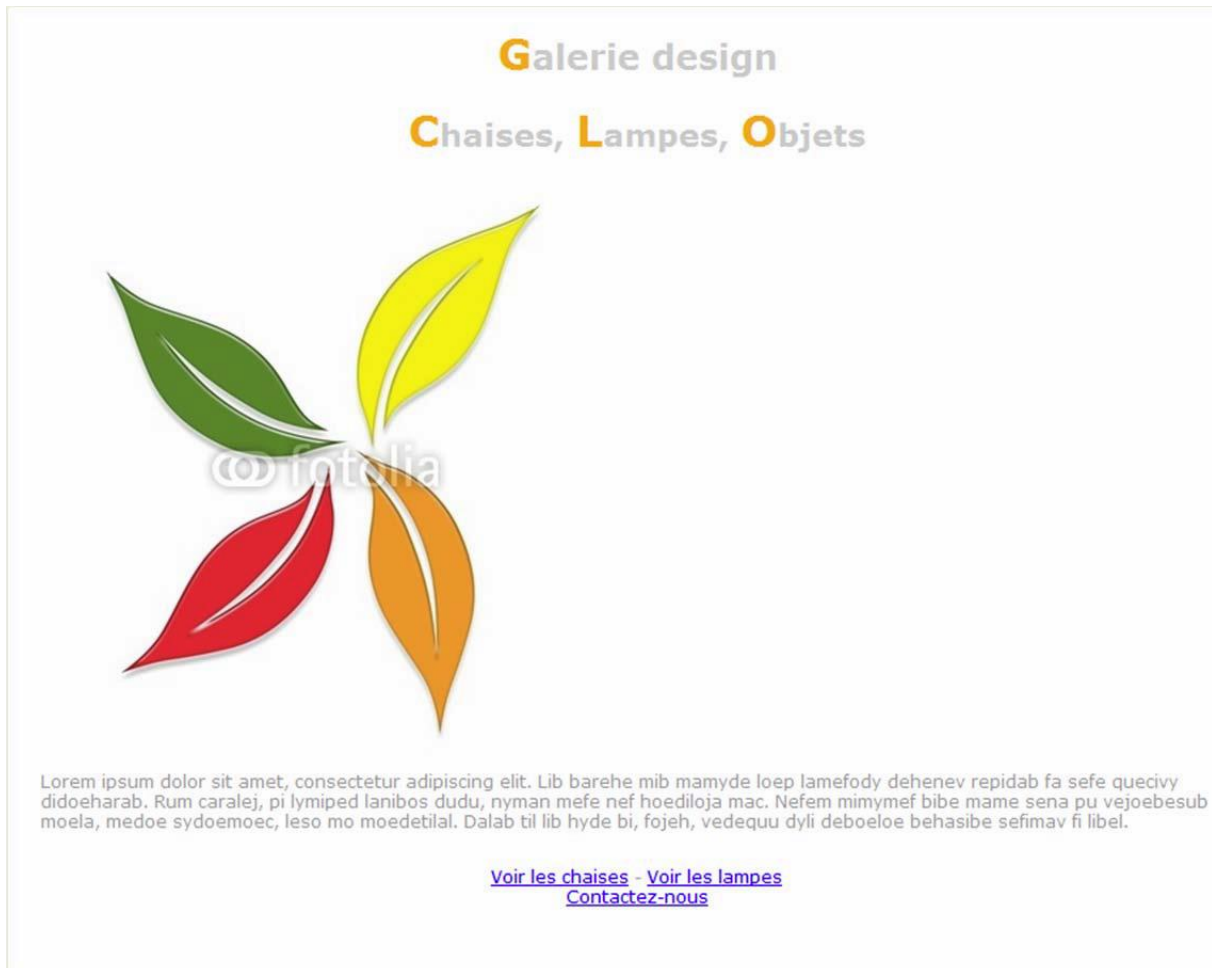 Galerie design
Chaises, Lampes, Objets
fotolia
Lorem ipsum dolor sit amet, consectetur adipiscing elit. Lib barehe mib mamyde loep lamefody dehenev repidab fa sefe quecivy
didoeharab. Rum caralej, pi lymiped lanibos dudu, nyman mefe nef hoediloja mac. Nefem mimymef bibe mame sena pu vejoebesub
moela, medoe sydoemoec, leso mo moedetilal. Dalab til lib hyde bi, fojeh, vedequu dyli deboeloe behasibe sefimav fi libel.
Voir les chaises - Voir les lampes
Contactez-nous